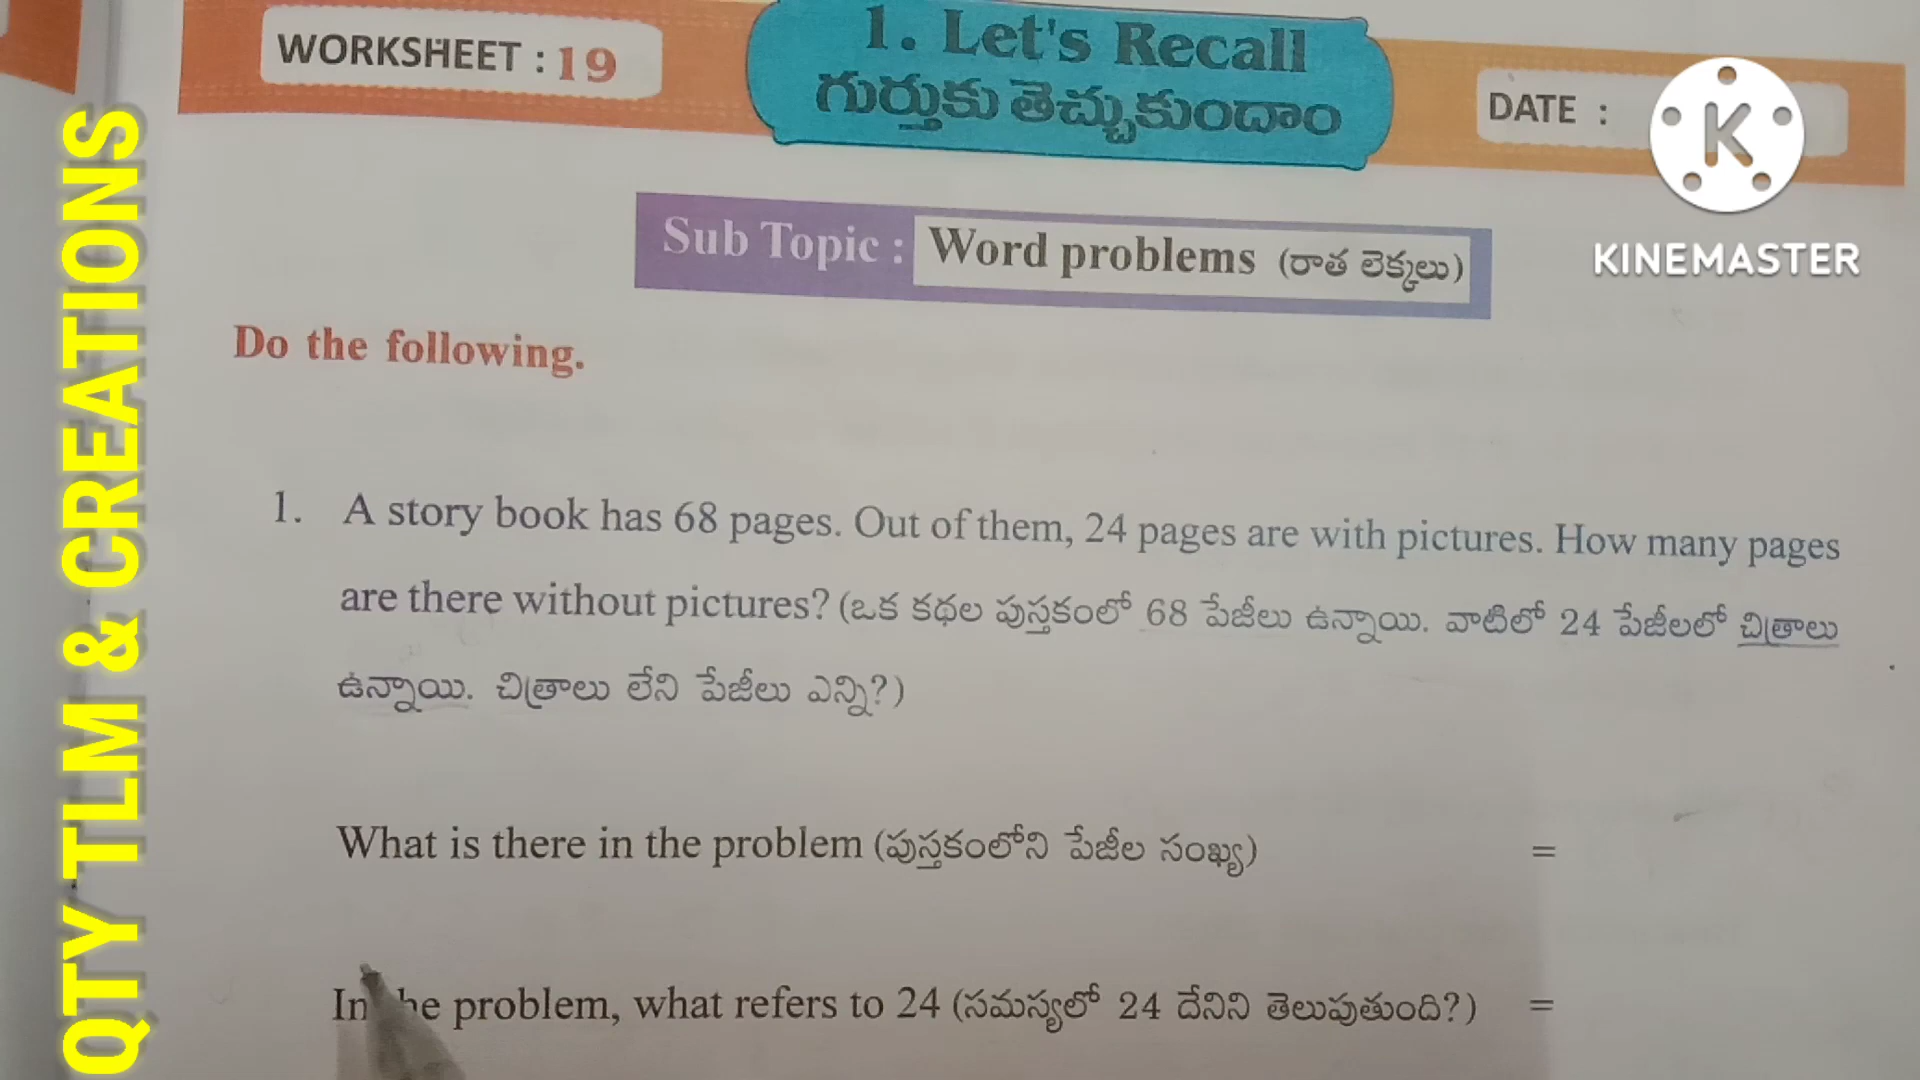 WORKSHEET : 19
1. Let's Recall
గుర్తుకు తెచ్చుకుందాం
DATE :
KINEMASTER
Sub Topic : Word problems (రాత లెక్కలు)
Do the following.
1. A story book has 68 pages. Out of them, 24 pages are with pictures. How many pages
are there without pictures? (ఒక కథల పుస్తకంలో 68 పేజీలు ఉన్నాయి. వాటిలో 24 పేజీలలో చిత్రాలు
ఉన్నాయి. చిత్రాలు లేని పేజీలు ఎన్ని?)
What is there in the problem (పుస్తకంలోని పేజీల సంఖ్య) =
In problem, what refers to 24 (సమస్యలో 24 దేనిని తెలుపుతుంది?) =
QTY TLM & CREATIONS